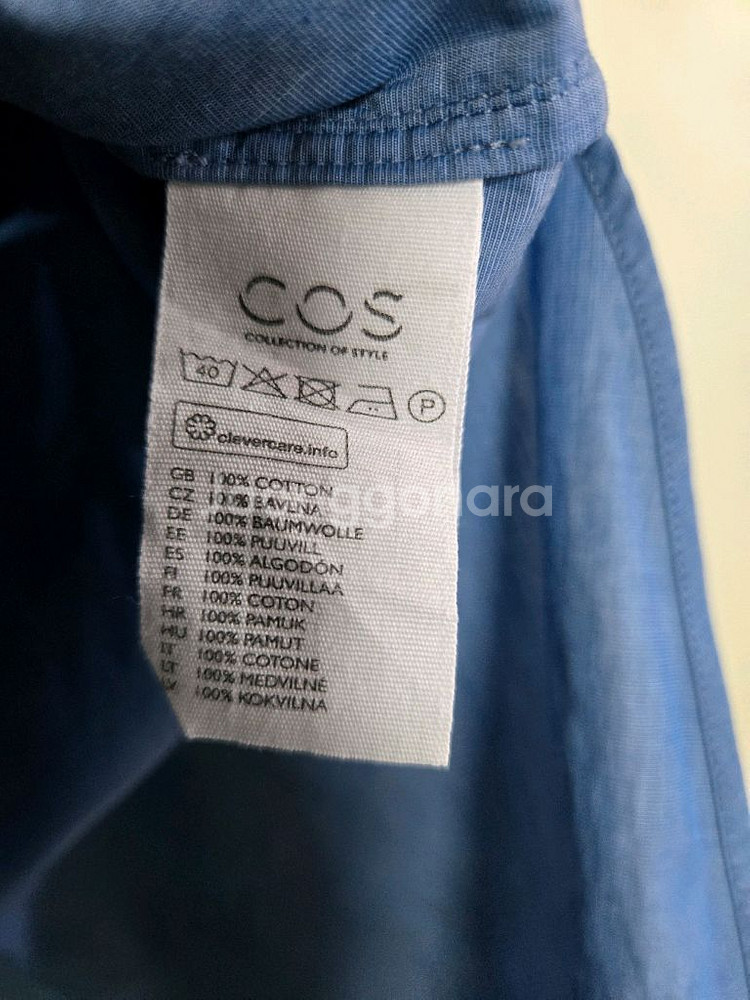 COS
COLLECTION OF STYLE
40
P
clevercare.info
GB 100% COTTON
CZ 100% BAVLNA
DE 100% BAUMWOLLE
EE 100% PUUVILL
ES 100% ALGODÓN
FI 100% PUUVILLAA
FR 100% COTON
HR 100% PAMUK
HU 100% PAMUT
IT 100% COTONE
LT 100% MEDVILNĖ
LV 100% KOKVILNA